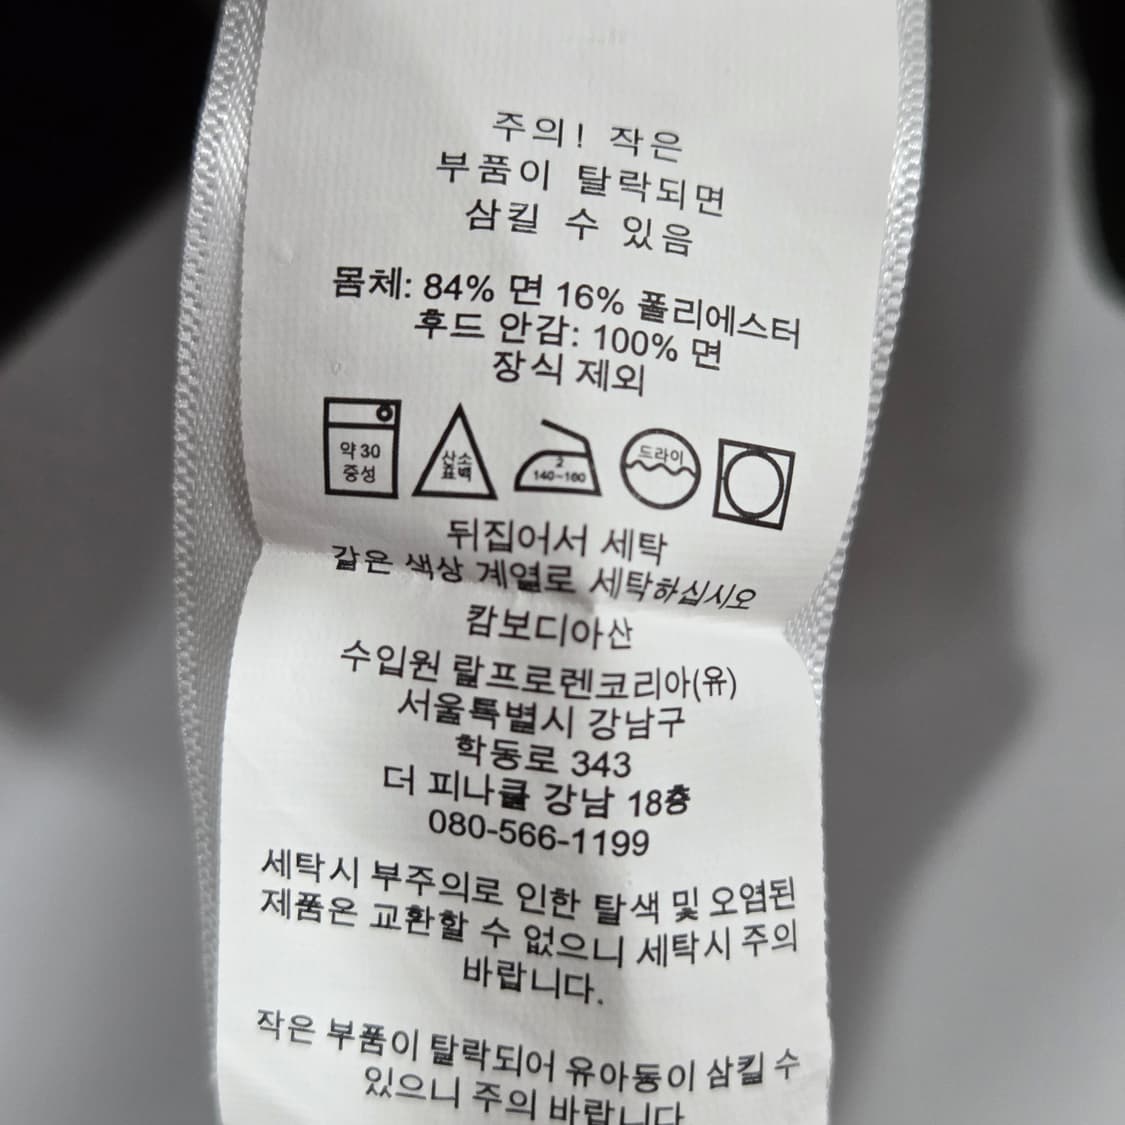 주의! 작은
부품이 탈락되면
삼킬 수 있음
몸체: 84% 면 16% 폴리에스터
후드 안감: 100% 면
장식 제외
약 30
중성
산소
표백
2
140~160
드라이
뒤집어서 세탁
같은 색상 계열로 세탁하십시오
캄보디아산
수입원 랄프로렌코리아(유)
서울특별시 강남구
학동로 343
더 피나클 강남 18층
080-566-1199
세탁시 부주의로 인한 탈색 및 오염된
제품은 교환할 수 없으니 세탁시 주의
바랍니다.
작은 부품이 탈락되어 유아동이 삼킬 수
있으니 주의 바랍니다